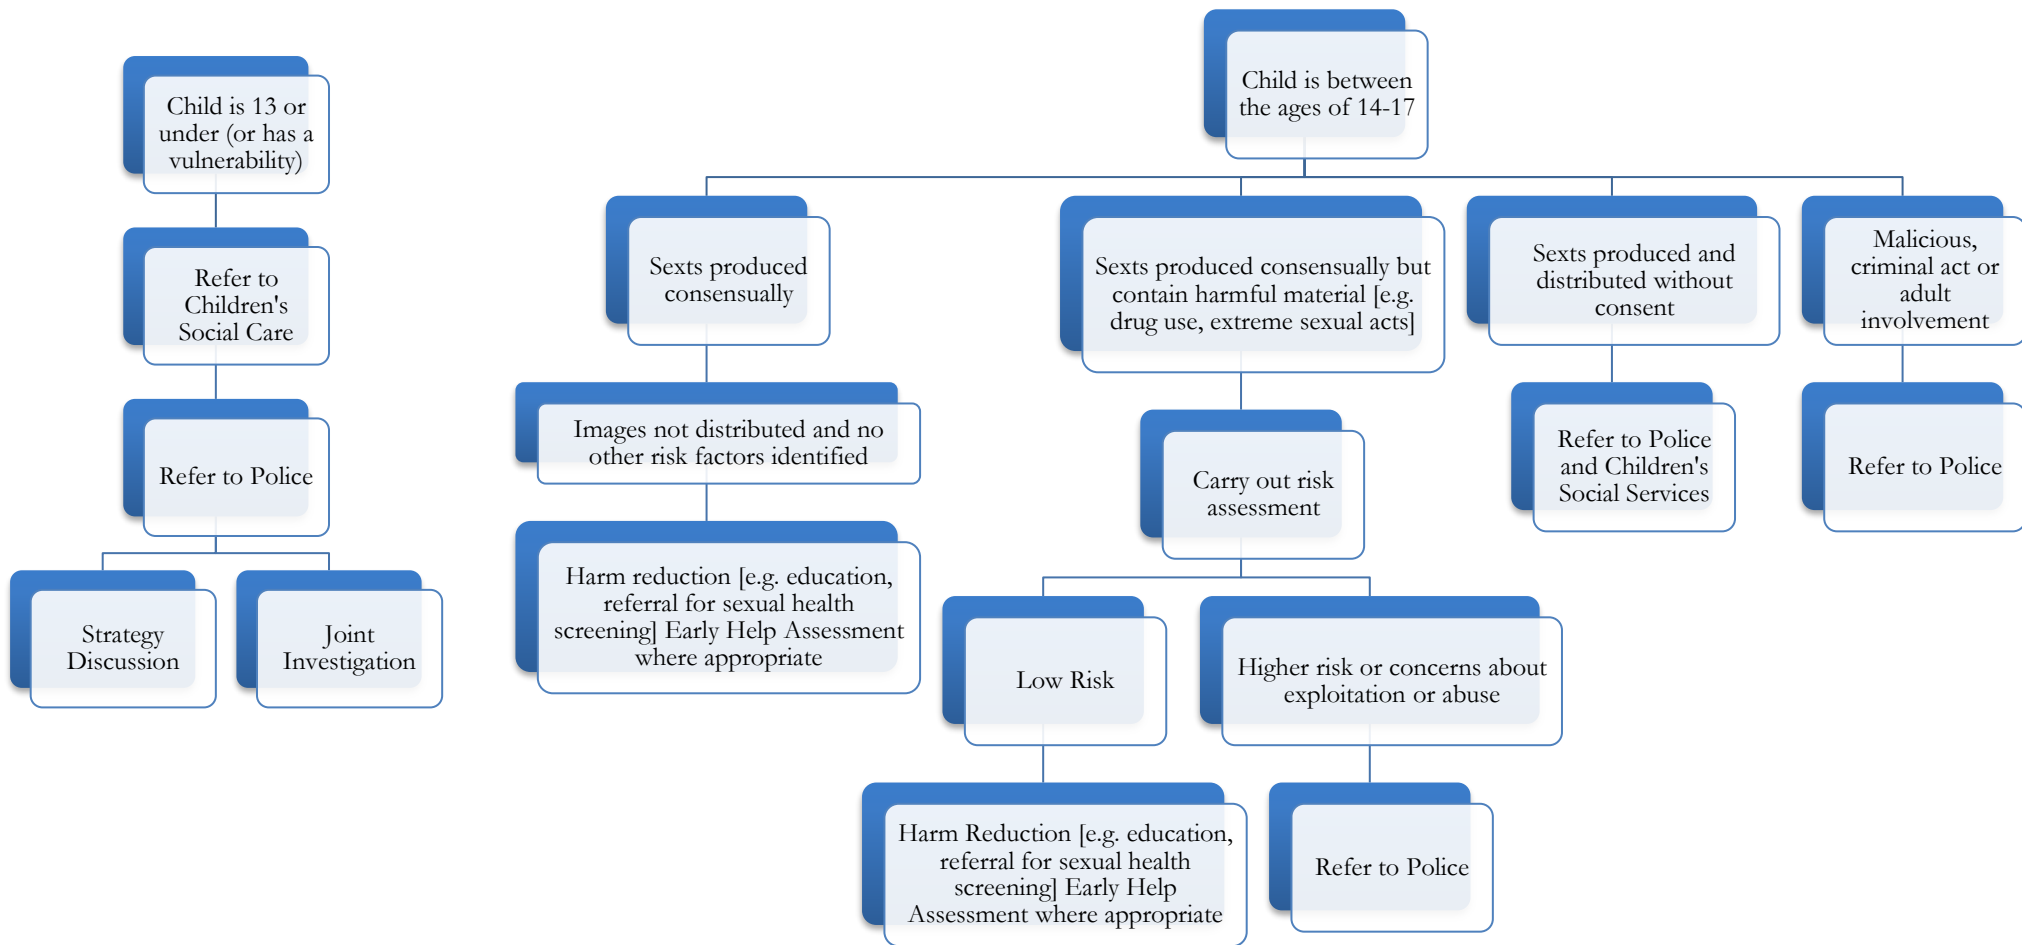 Child is 13 or
under (or has a
vulnerability)
Refer to
Children's
Social Care
Refer to Police
Strategy
Discussion
Joint
Investigation
Child is between
the ages of 14-17
Sexts produced
consensually
Images not distributed and no
other risk factors identified
Harm reduction [e.g. education,
referral for sexual health
screening] Early Help Assessment
where appropriate
Sexts produced consensually but
contain harmful material [e.g.
drug use, extreme sexual acts]
Carry out risk
assessment
Low Risk
Harm Reduction [e.g. education,
referral for sexual health
screening] Early Help
Assessment where appropriate
Higher risk or concerns about
exploitation or abuse
Refer to Police
Sexts produced and
distributed without
consent
Refer to Police
and Children's
Social Services
Malicious,
criminal act or
adult
involvement
Refer to Police